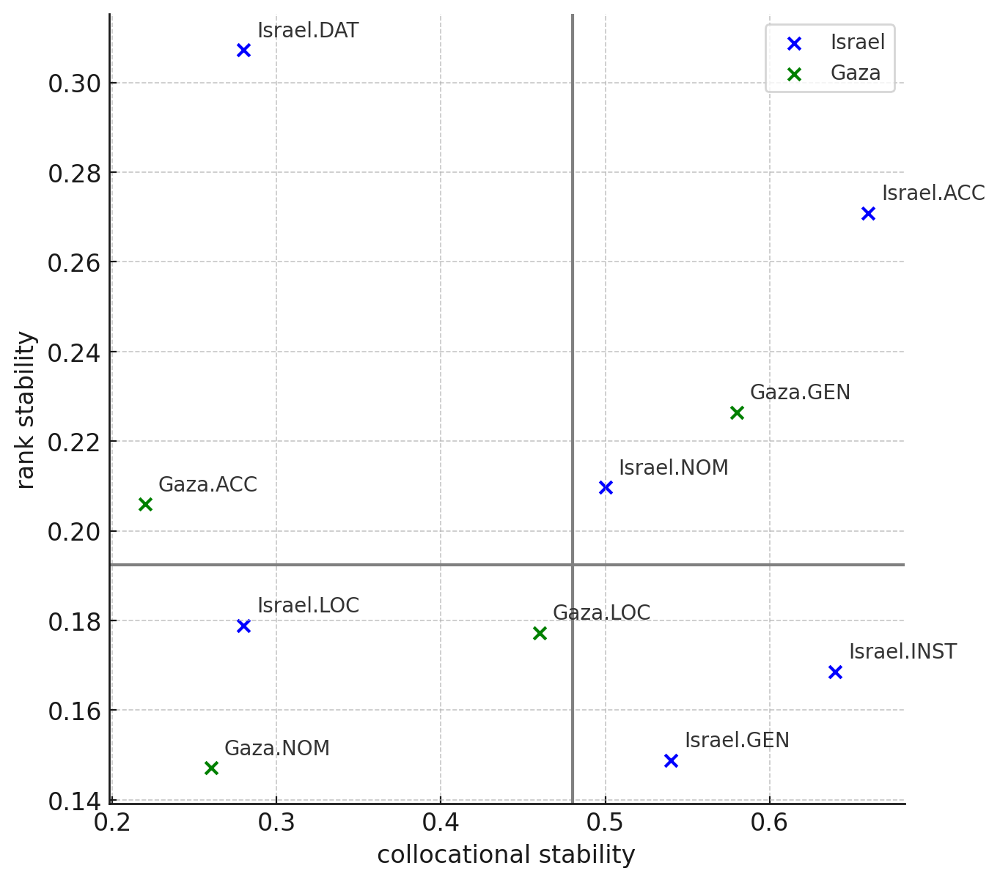 Israel.DAT
Israel
Gaza
0.30
0.28
Israel.ACC
0.26
0.24
Gaza.GEN
0.22
Israel.NOM
Gaza.ACC
0.20
rank stability
Israel.LOC
Gaza.LOC
0.18
Israel.INST
0.16
Israel.GEN
Gaza.NOM
0.14
0.2 0.3 0.4 0.5 0.6
collocational stability